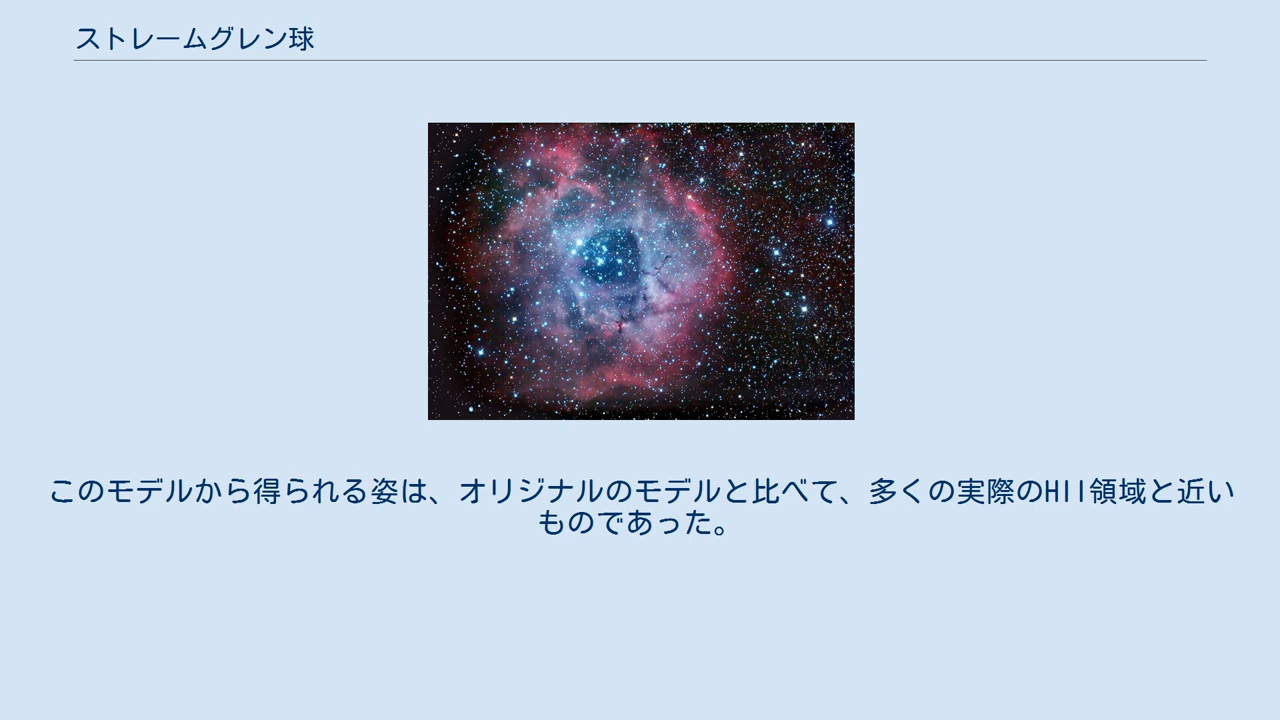 ストレームグレン球
このモデルから得られる姿は、オリジナルのモデルと比べて、多くの実際のHII領域と近い
ものであった。